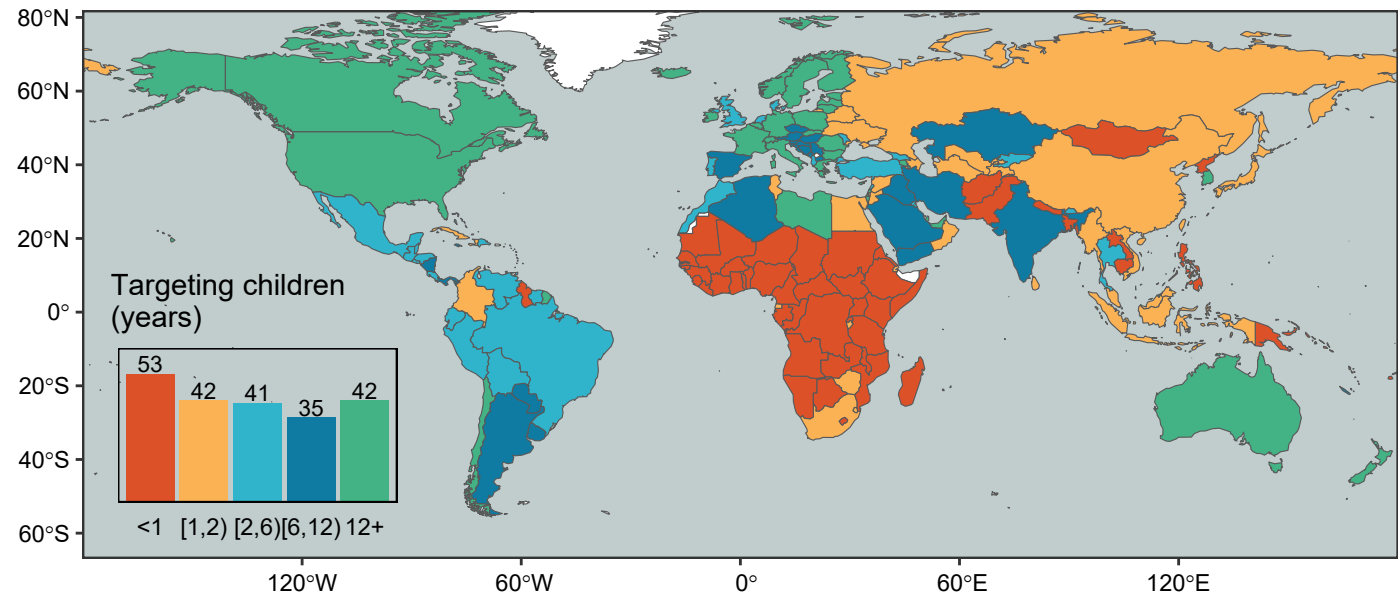 80°N
60°N
40°N
20°N
0°
20°S
40°S
60°S
Targeting children
(years)
53
42
41
35
42
<1 [1,2) [2,6) [6,12) 12+
120°W 60°W 0° 60°E 120°E